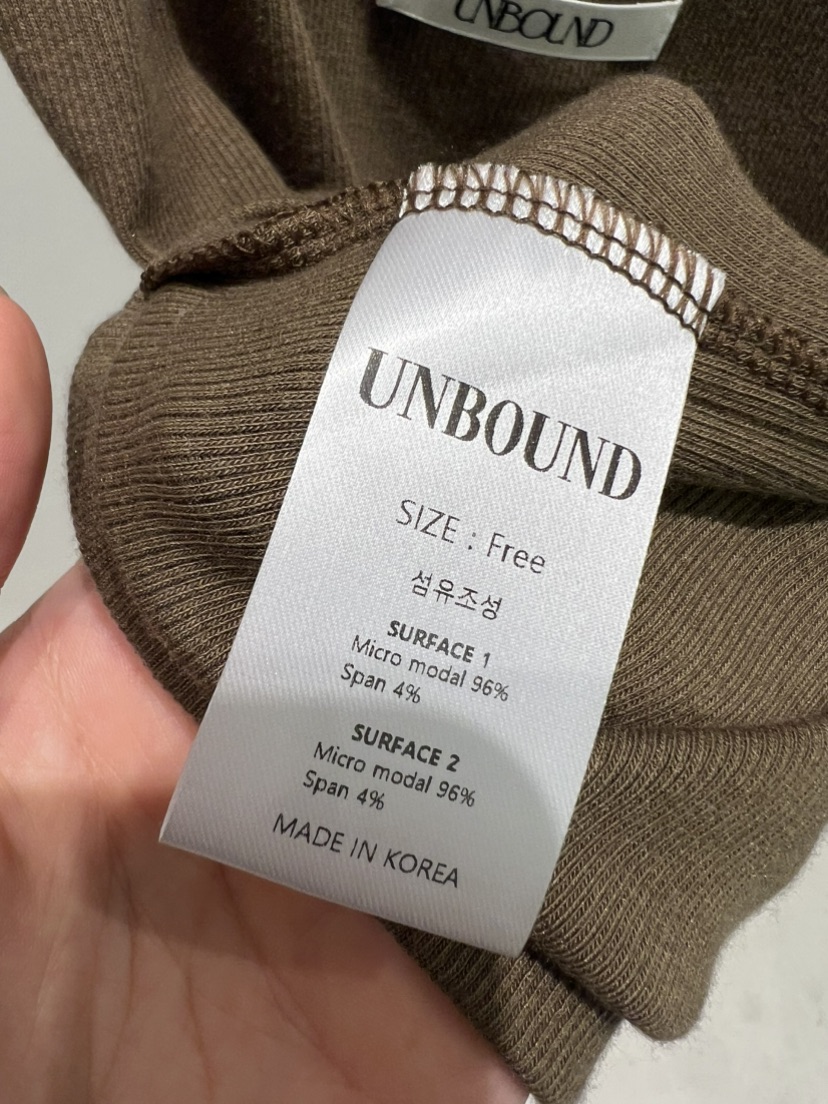 UNBOUND
UNBOUND
SIZE : Free
섬유조성
SURFACE 1
Micro modal 96%
Span 4%
SURFACE 2
Micro modal 96%
Span 4%
MADE IN KOREA